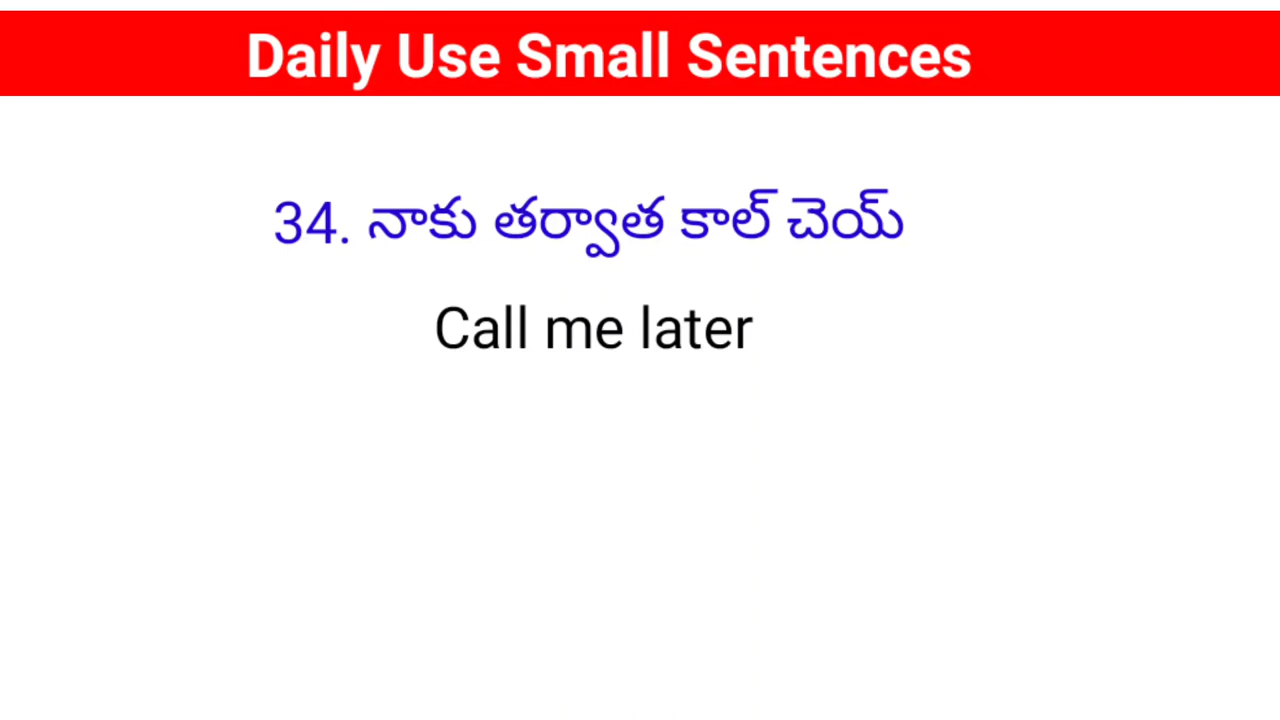 Daily Use Small Sentences
34. నాకు తర్వాత కాల్ చెయ్
Call me later